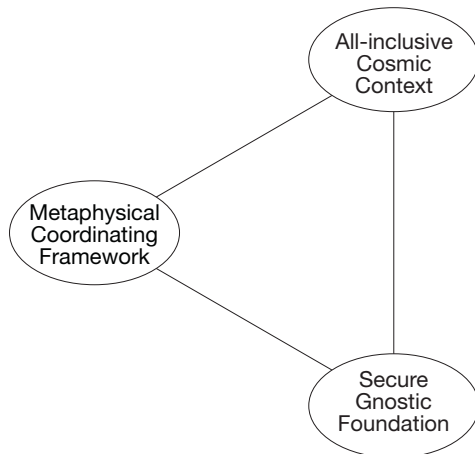 All-inclusive
Cosmic
Context
Metaphysical
Coordinating
Framework
Secure
Gnostic
Foundation